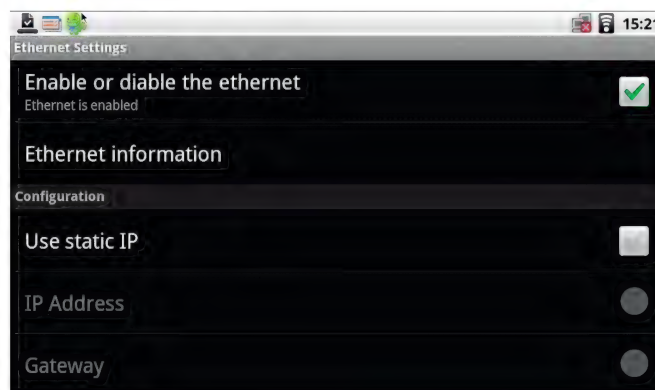 15:21
Ethernet Settings
Enable or diable the ethernet
Ethernet is enabled
Ethernet information
Configuration
Use static IP
IP Address
Gateway